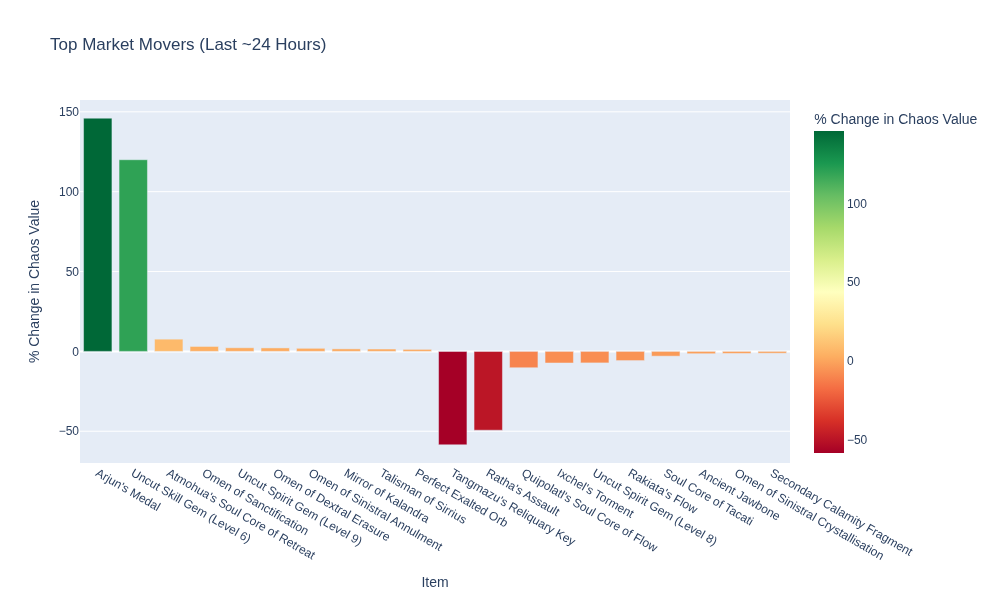 Top Market Movers (Last ~24 Hours)
% Change in Chaos Value
150
100
50
0
−50
% Change in Chaos Value
100
50
0
−50
Arjun's Medal
Uncut Skill Gem (Level 6)
Atmohua's Soul Core of Retreat
Omen of Sanctification
Uncut Spirit Gem (Level 9)
Omen of Dextral Erasure
Omen of Sinistral Annulment
Mirror of Kalandra
Talisman of Sirrius
Perfect Exalted Orb
Tangmazu's Reliquary Key
Ratha's Assault
Quipolatl's Soul Core of Flow
Ixchel's Torment
Uncut Spirit Gem (Level 8)
Rakiata's Flow
Soul Core of Tacati
Ancient Jawbone
Omen of Sinistral Crystallisation
Secondary Calamity Fragment
Item